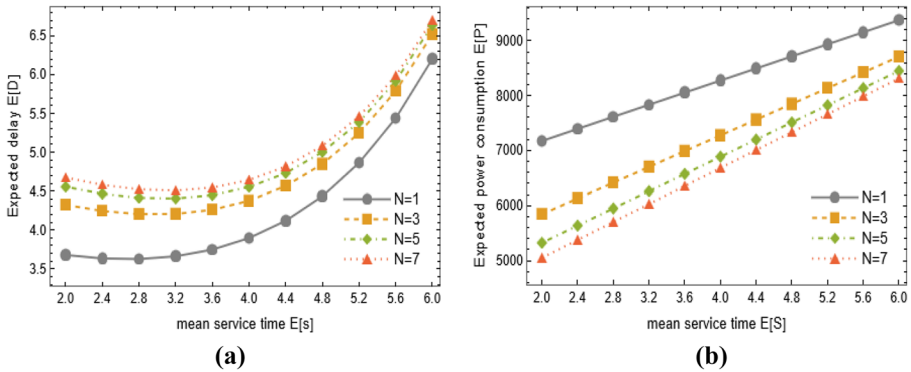 6.5
6.0
5.5
5.0
4.5
4.0
3.5
Expected delay E[D]
2.0 2.4 2.8 3.2 3.6 4.0 4.4 4.8 5.2 5.6 6.0
mean service time E[s]
N=1
N=3
N=5
N=7
(a)
9000
8000
7000
6000
5000
Expected power consumption E[P]
2.0 2.4 2.8 3.2 3.6 4.0 4.4 4.8 5.2 5.6 6.0
mean service time E[S]
N=1
N=3
N=5
N=7
(b)